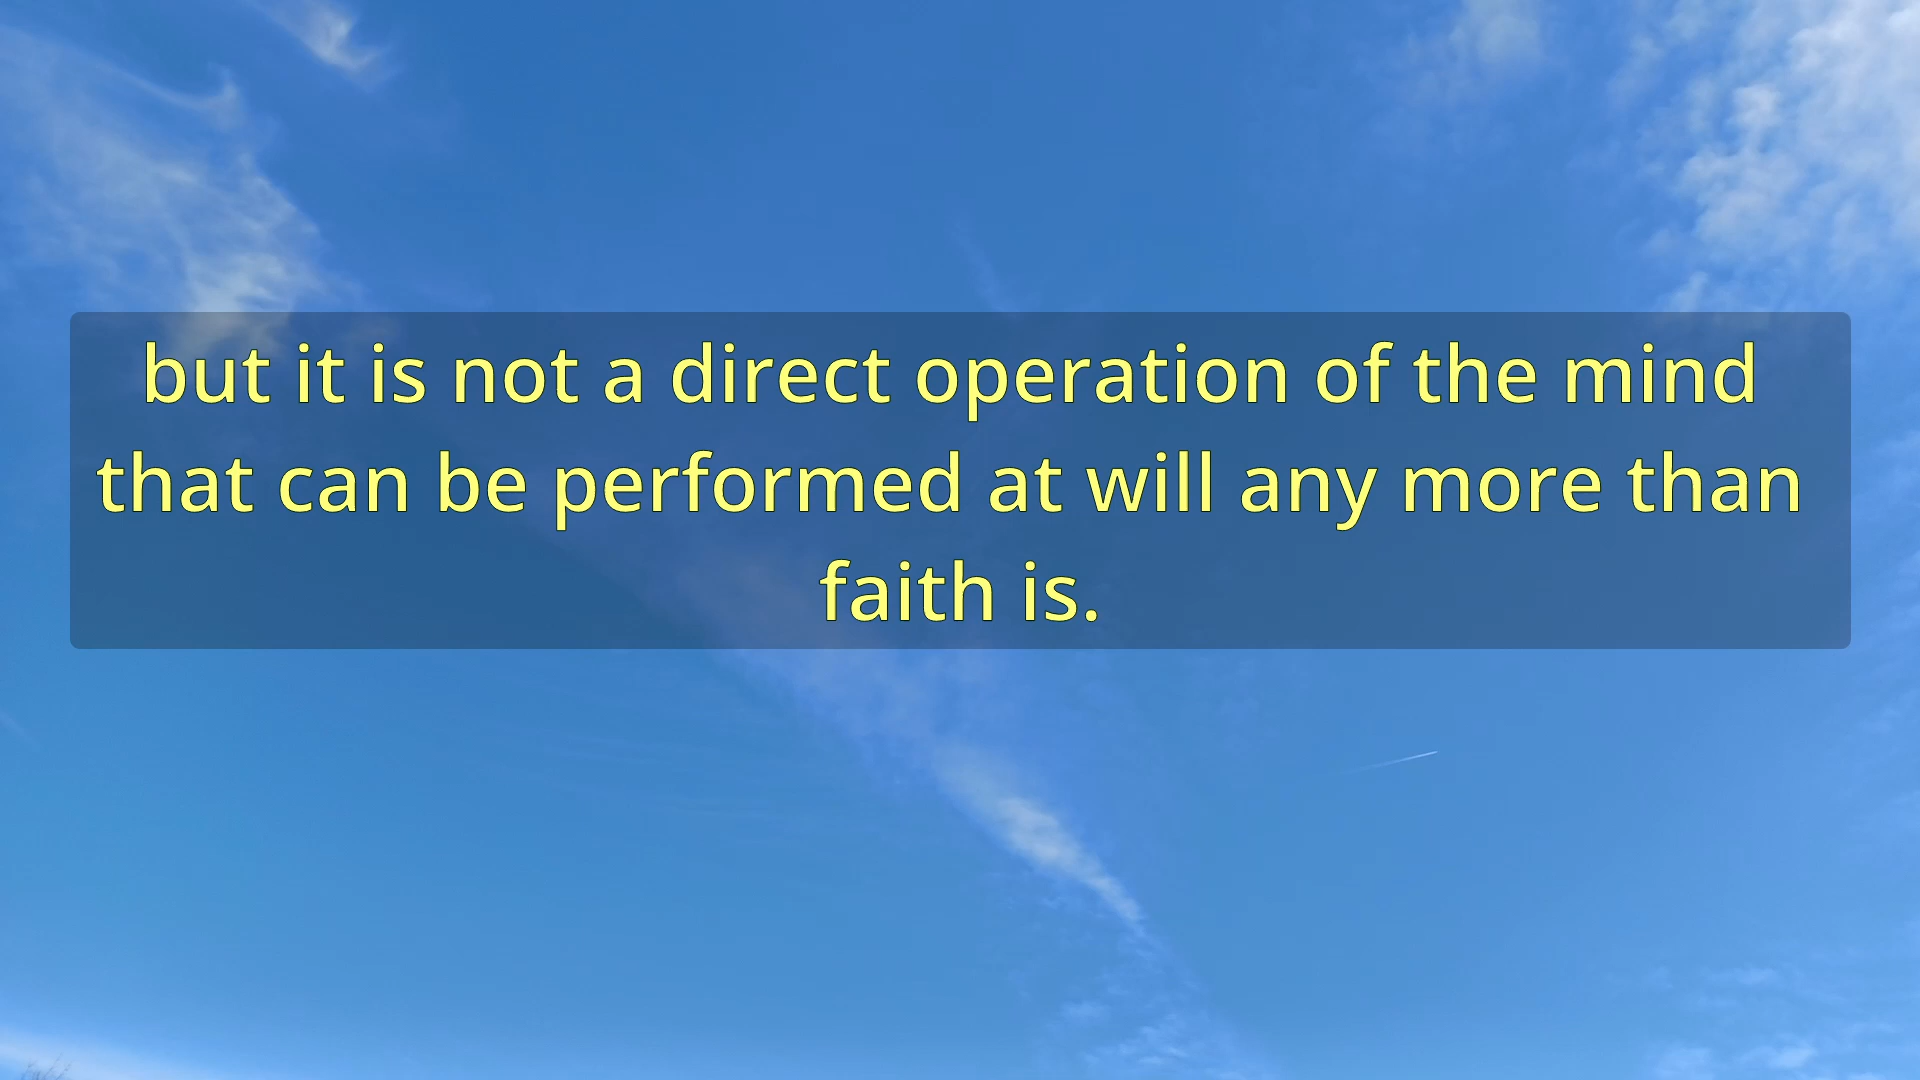 but it is not a direct operation of the mind
that can be performed at will any more than
faith is.